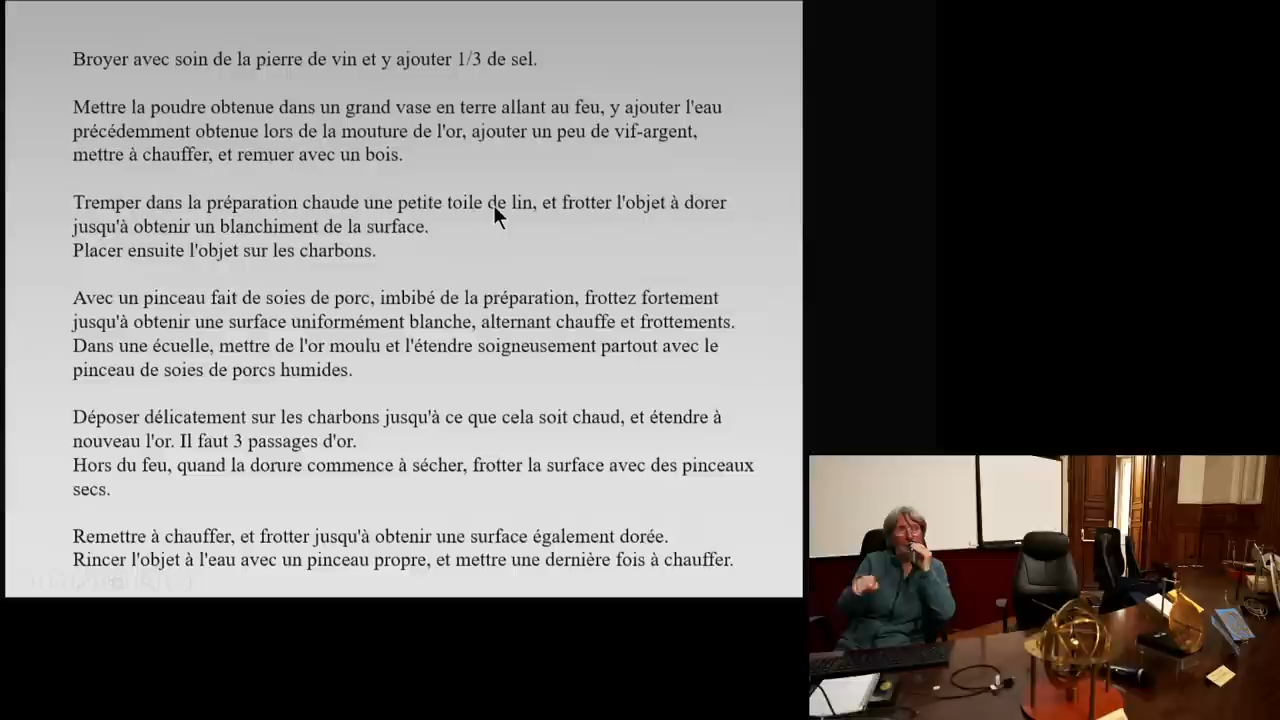 Broyer avec soin de la pierre de vin et y ajouter 1/3 de sel.
Mettre la poudre obtenue dans un grand vase en terre allant au feu, y ajouter l'eau
précédemment obtenue lors de la mouture de l'or, ajouter un peu de vif-argent,
mettre à chauffer, et remuer avec un bois.
Tremper dans la préparation chaude une petite toile de lin, et frotter l'objet à dorer
jusqu'à obtenir un blanchiment de la surface.
Placer ensuite l'objet sur les charbons.
Avec un pinceau fait de soies de porc, imbibé de la préparation, frottez fortement
jusqu'à obtenir une surface uniformément blanche, alternant chauffe et frottements.
Dans une écuelle, mettre de l'or moulu et l'étendre soigneusement partout avec le
pinceau de soies de porcs humides.
Déposer délicatement sur les charbons jusqu'à ce que cela soit chaud, et étendre à
nouveau l'or. Il faut 3 passages d'or.
Hors du feu, quand la dorure commence à sécher, frotter la surface avec des pinceaux
secs.
Remettre à chauffer, et frotter jusqu'à obtenir une surface également dorée.
Rincer l'objet à l'eau avec un pinceau propre, et mettre une dernière fois à chauffer.